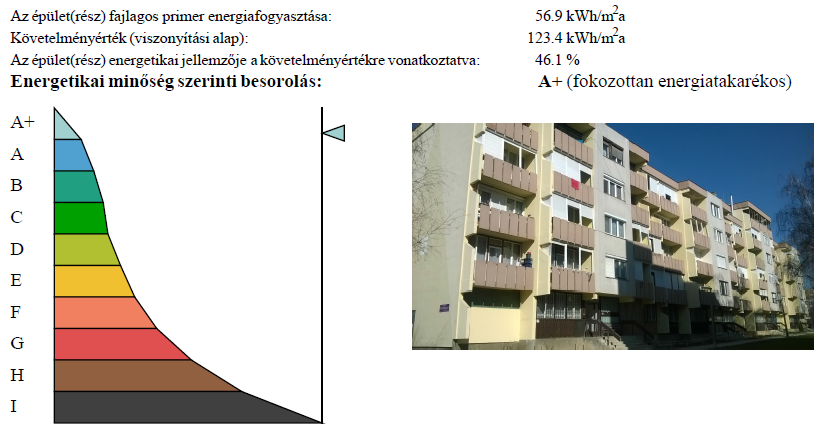 Az épület(rész) fajlagos primer energiafogyasztása: 56.9 kWh/m²a
Követelményérték (viszonyítási alap): 123.4 kWh/m²a
Az épület(rész) energetikai jellemzője a követelményértékre vonatkoztatva: 46.1 %
Energetikai minőség szerinti besorolás: A+ (fokozottan energiatakarékos)
A+
A
B
C
D
E
F
G
H
I